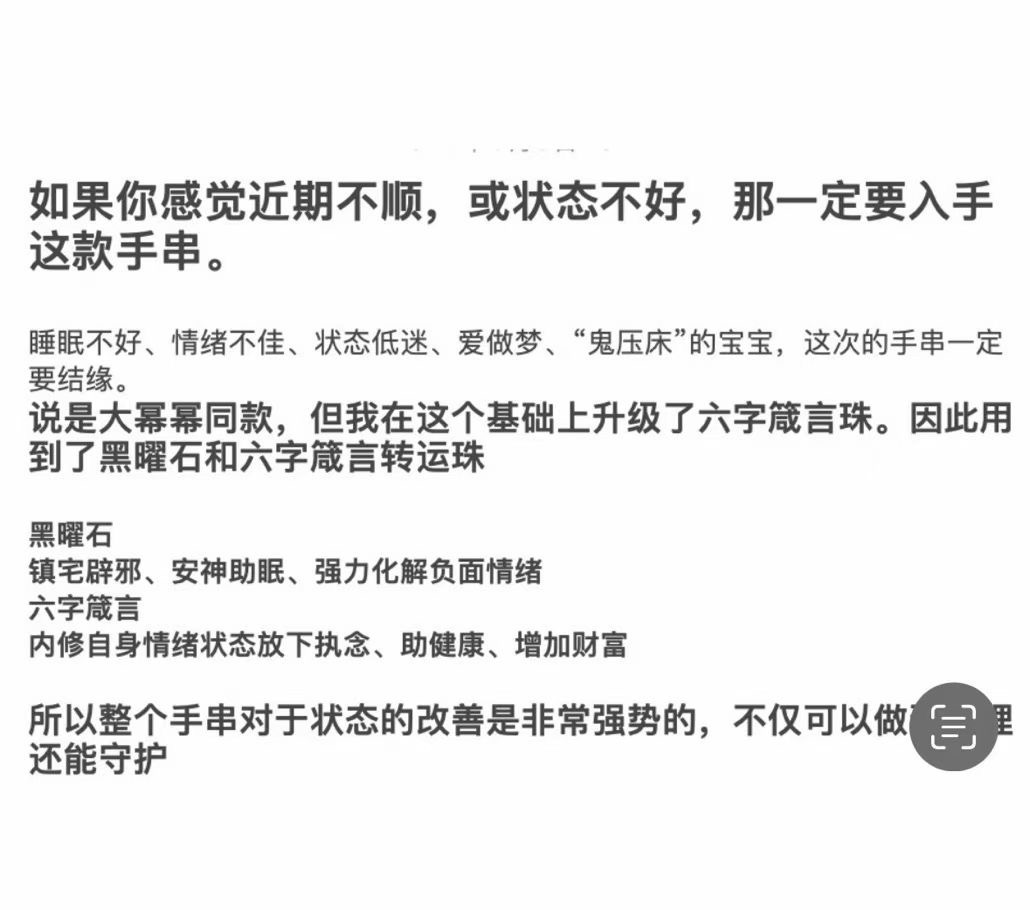 如果你感觉近期不顺，或状态不好，那一定要入手
这款手串。
睡眠不好、情绪不佳、状态低迷、爱做梦、“鬼压床”的宝宝，这次的手串一定
要结缘。
说是大幂幂同款，但我在这个基础上升级了六字箴言珠。因此用
到了黑曜石和六字箴言转运珠
黑曜石
镇宅辟邪、安神助眠、强力化解负面情绪
六字箴言
内修自身情绪状态放下执念、助健康、增加财富
所以整个手串对于状态的改善是非常强势的，不仅可以做理
还能守护